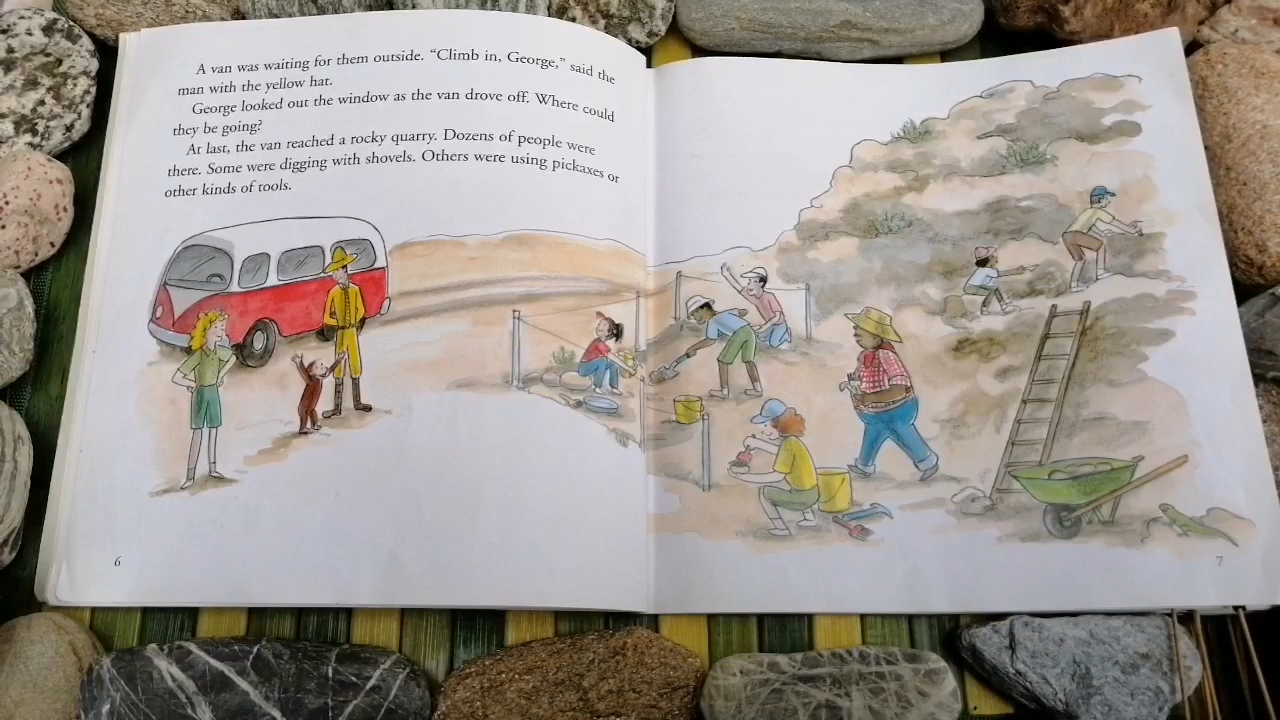 A van was waiting for them outside. “Climb in, George,” said the
man with the yellow hat.
George looked out the window as the van drove off. Where could
they be going?
At last, the van reached a rocky quarry. Dozens of people were
there. Some were digging with shovels. Others were using pickaxes or
other kinds of tools.
6
7